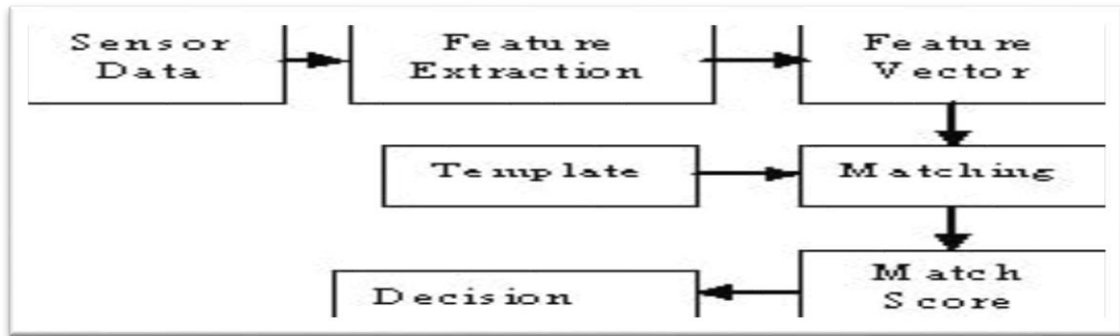 Sensor
Data
Feature
Extraction
Feature
Vector
Template
Matching
Match
Score
Decision